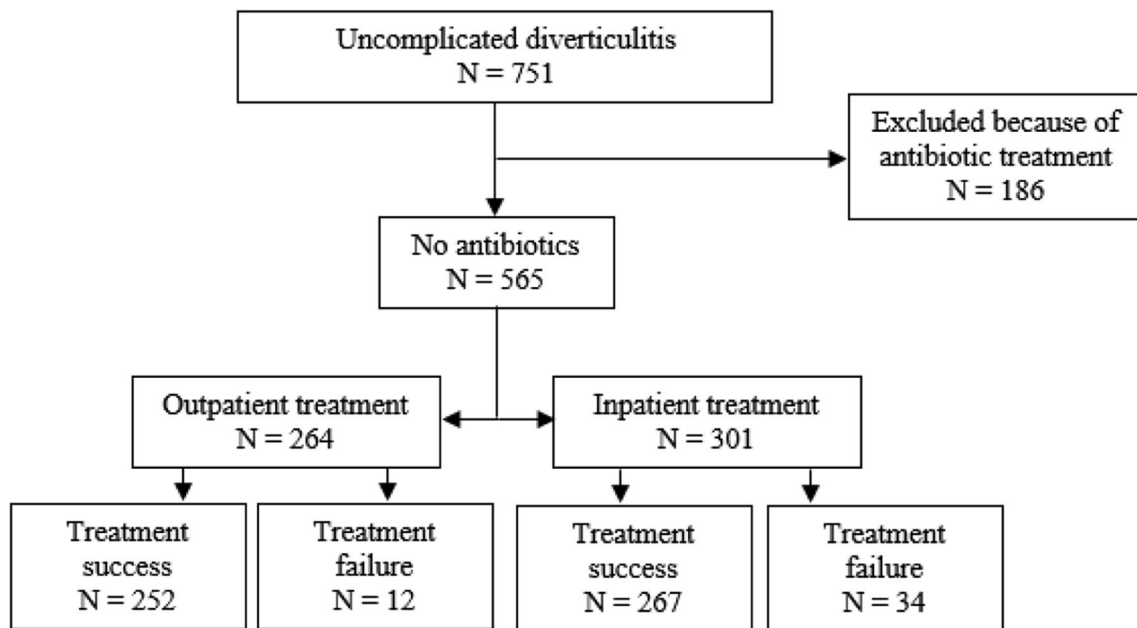 Uncomplicated diverticulitis
N = 751
Excluded because of
antibiotic treatment
N = 186
No antibiotics
N = 565
Outpatient treatment
N = 264
Inpatient treatment
N = 301
Treatment
success
N = 252
Treatment
failure
N = 12
Treatment
success
N = 267
Treatment
failure
N = 34